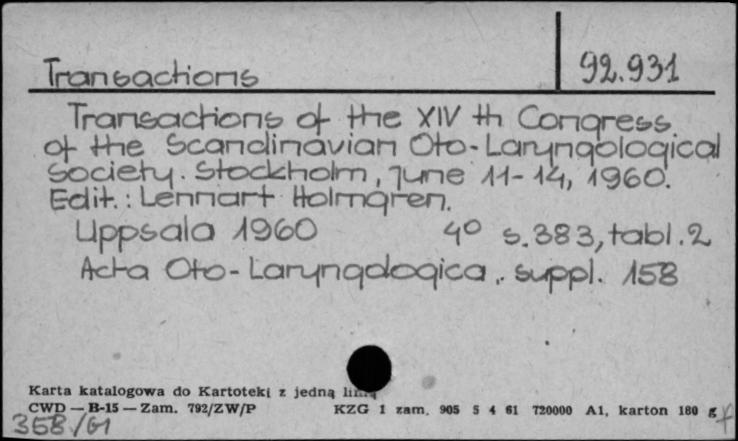 Transactions 92.931
Transactions of the XIV th Congress
of the Scandinavian Oto-Laryngological
Society. Stockholm, June 11-14, 1960.
Edit.: Lennart Holmgren.
Uppsala 1960 4° s.383, tabl.2
Acta Oto-Laryngologica, suppl. 158
Karta katalogowa do Kartoteki z jedną linią
CWD — B-15 — Zam. 792/ZW/P KZG 1 zam. 905 5 4 61 720000 A1, karton 180 g
358/61